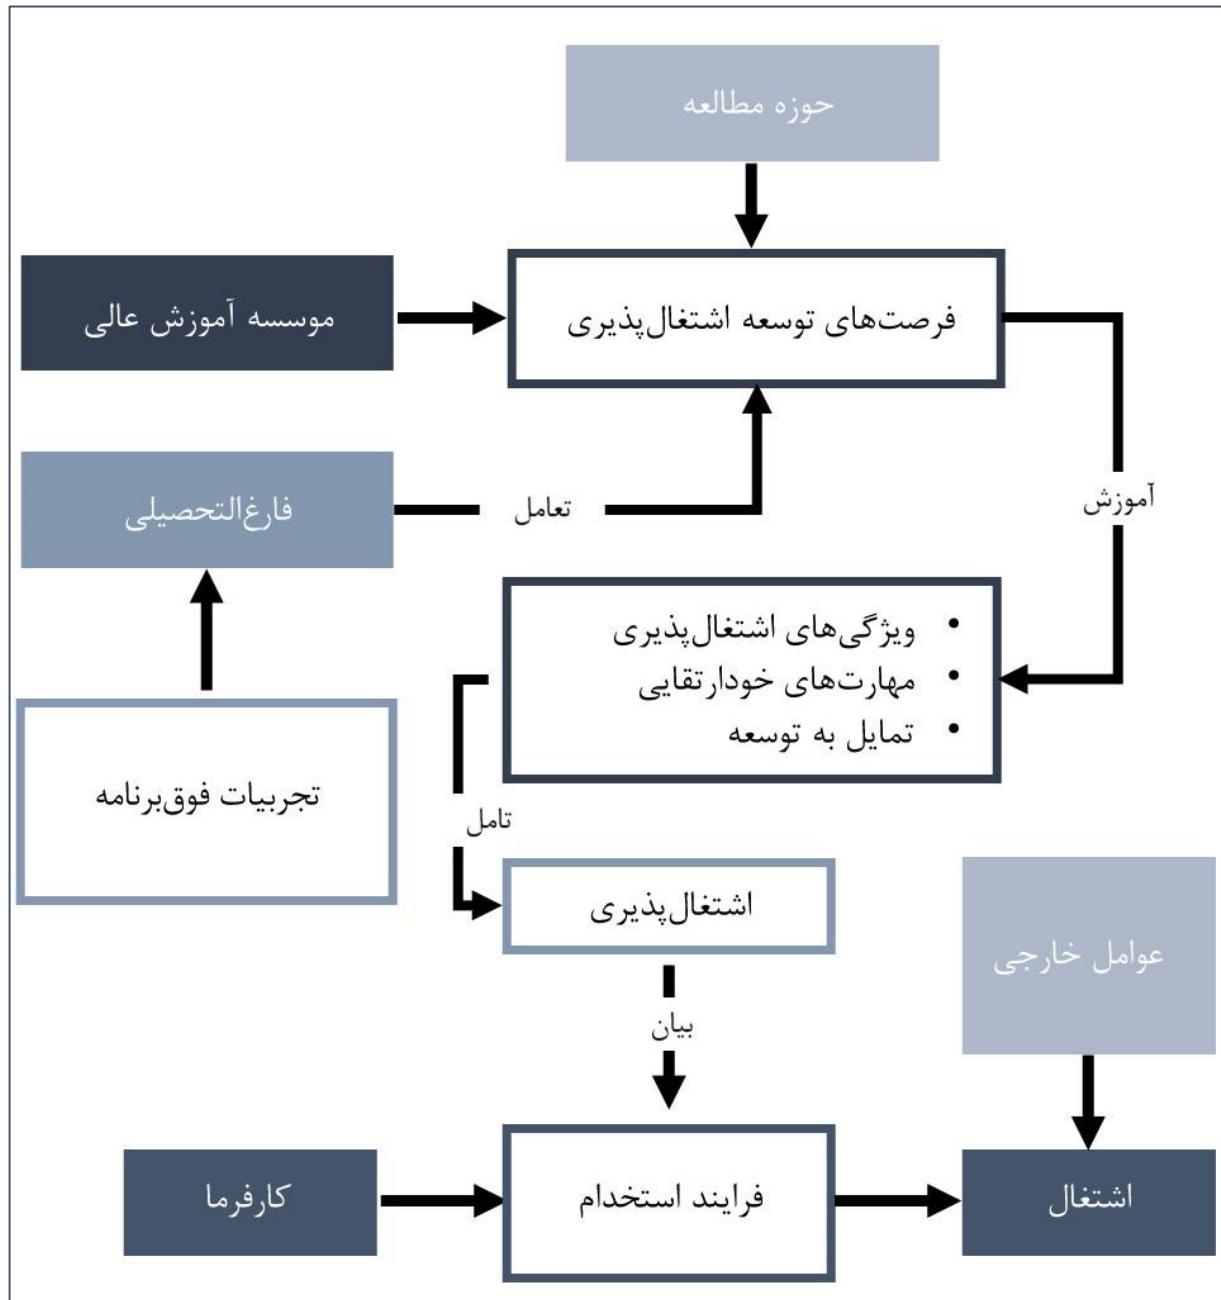 حوزه مطالعه
موسسه آموزش عالی
فرصت‌های توسعه اشتغال‌پذیری
فارغ‌التحصیلی
تعامل
آموزش
• ویژگی‌های اشتغال‌پذیری
• مهارت‌های خودارتقایی
• تمایل به توسعه
تجربیات فوق‌برنامه
تامل
اشتغال‌پذیری
عوامل خارجی
بیان
کارفرما
فرایند استخدام
اشتغال